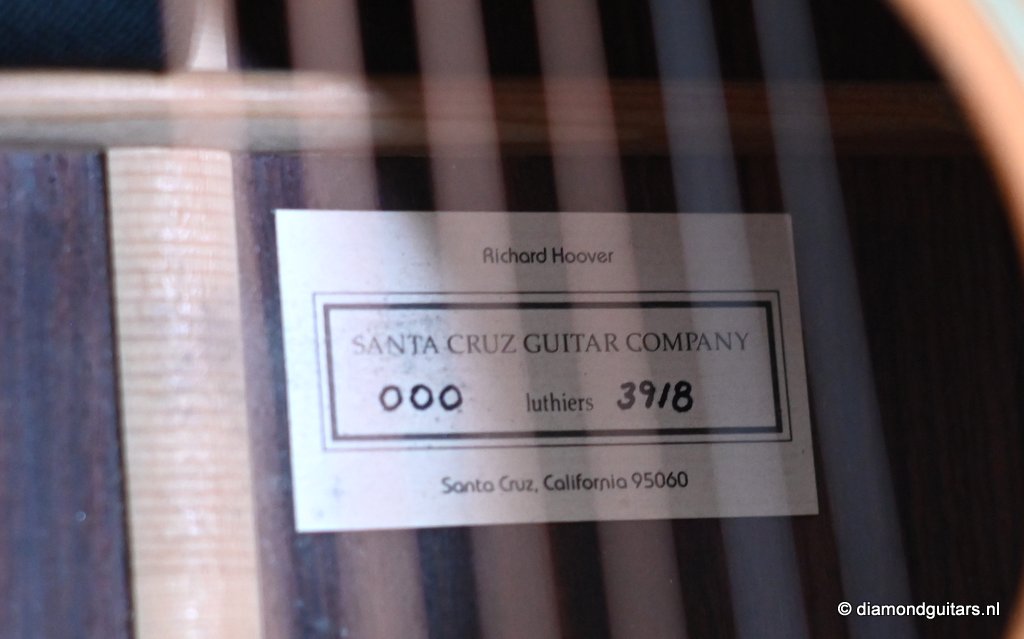 Richard Hoover
SANTA CRUZ GUITAR COMPANY
000 luthiers 3918
Santa Cruz, California 95060
© diamondguitars.nl